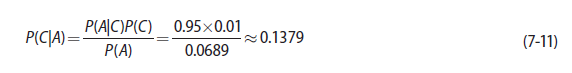 P(C|A) = P(A|C)P(C) / P(A) = 0.95×0.01 / 0.0689 ≈ 0.1379 (7-11)